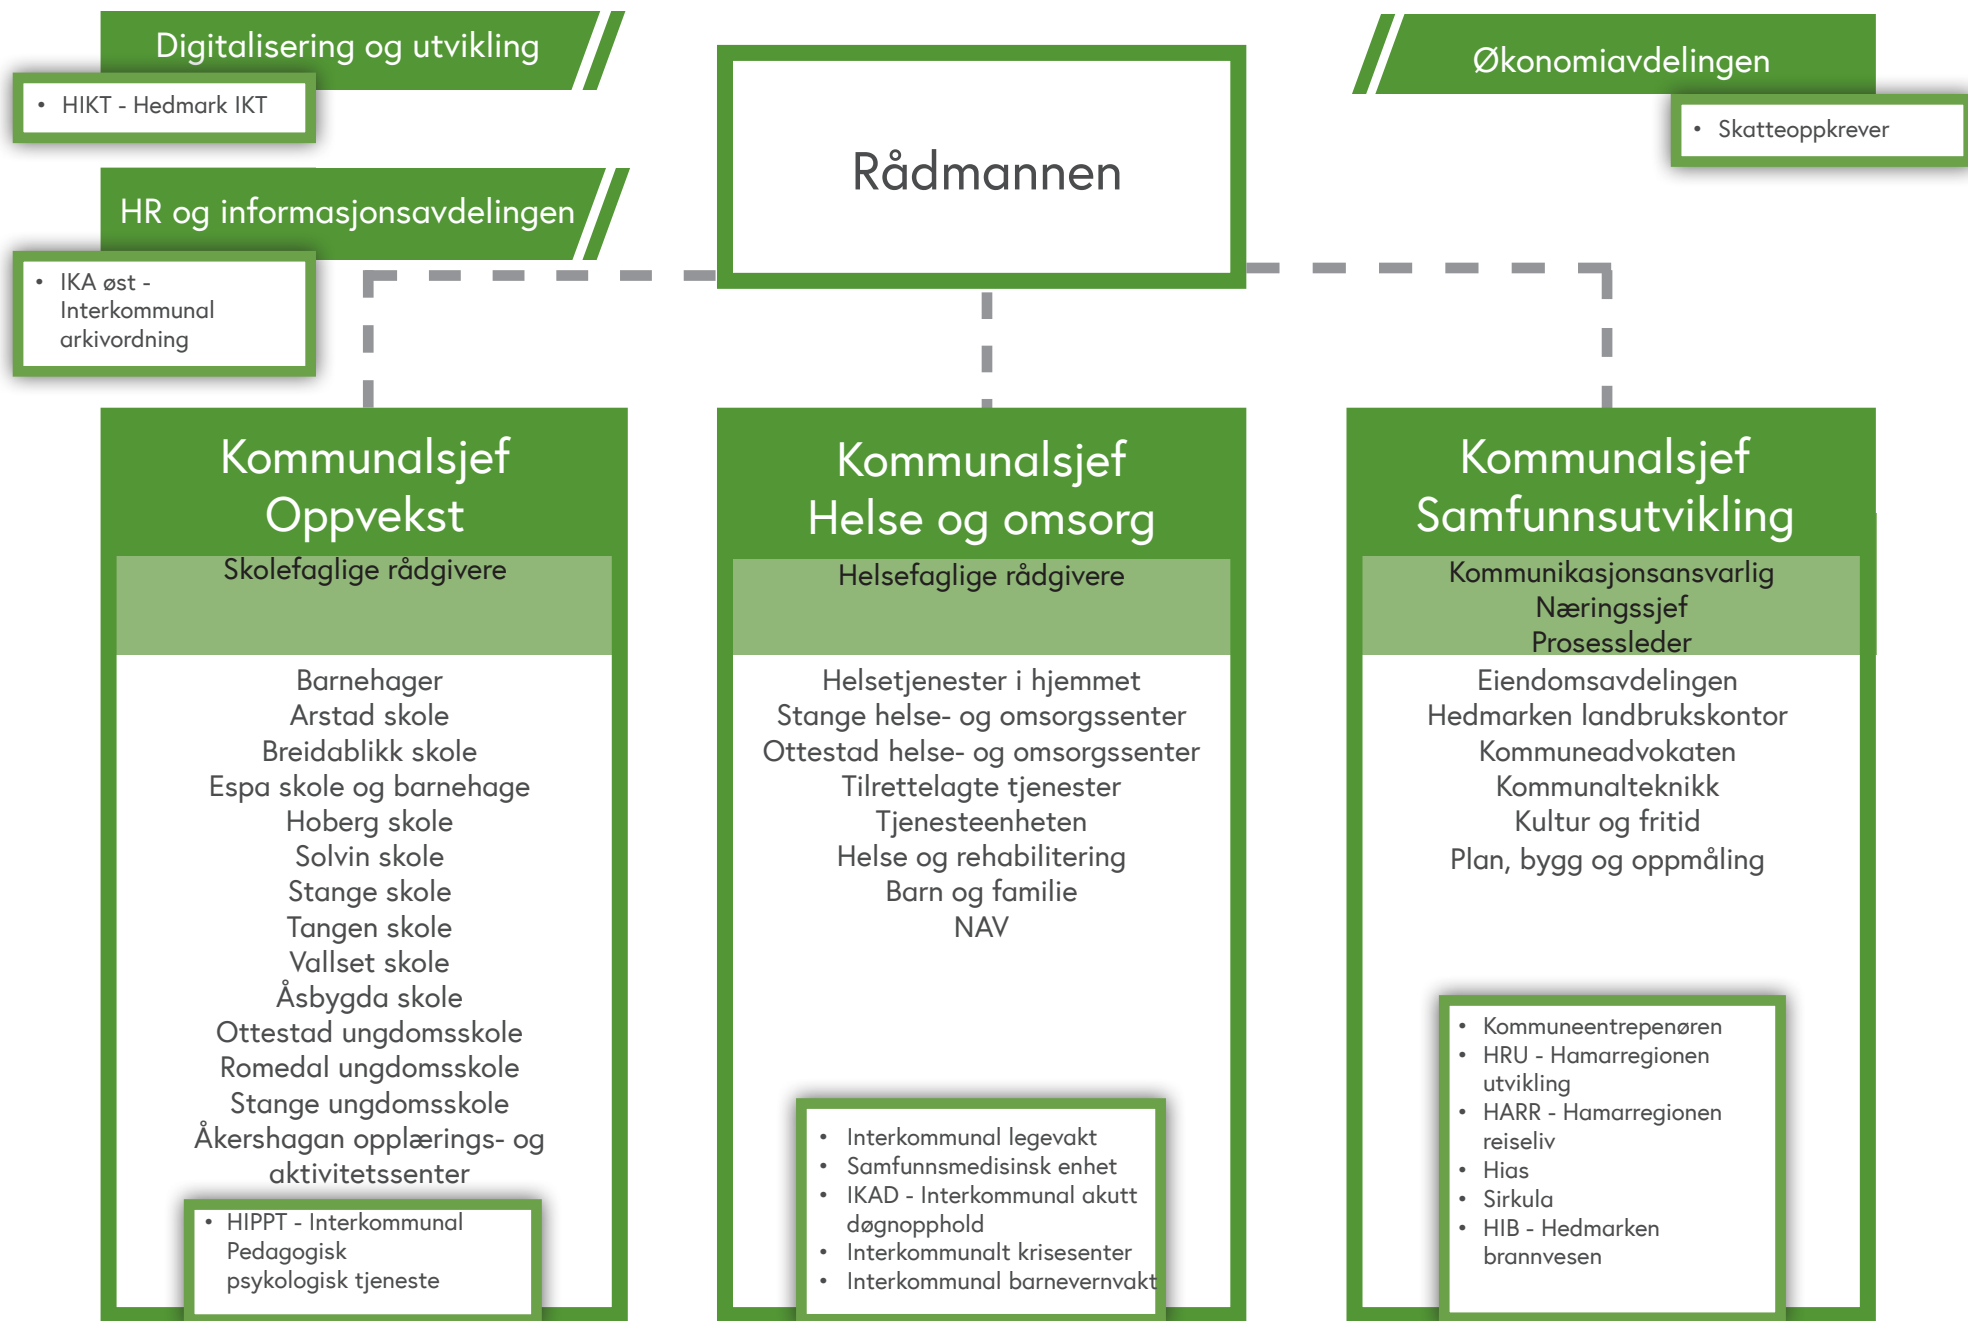 Digitalisering og utvikling
• HIKT - Hedmark IKT
HR og informasjonsavdelingen
• IKA øst -
Interkommunal
arkivordning
Rådmannen
Økonomiavdelingen
• Skatteoppkrever
Kommunalsjef
Oppvekst
Skolefaglige rådgivere
Barnehager
Arstad skole
Breidablikk skole
Espa skole og barnehage
Hoberg skole
Solvin skole
Stange skole
Tangen skole
Vallset skole
Åsbygda skole
Ottestad ungdomsskole
Romedal ungdomsskole
Stange ungdomsskole
Åkershagan opplærings- og
aktivitetssenter
• HIPPT - Interkommunal
Pedagogisk
psykologisk tjeneste
Kommunalsjef
Helse og omsorg
Helsefaglige rådgivere
Helsetjenester i hjemmet
Stange helse- og omsorgssenter
Ottestad helse- og omsorgssenter
Tilrettelagte tjenester
Tjenesteenheten
Helse og rehabilitering
Barn og familie
NAV
• Interkommunal legevakt
• Samfunnsmedisinsk enhet
• IKAD - Interkommunal akutt
døgnopphold
• Interkommunalt krisesenter
• Interkommunal barnevernvakt
Kommunalsjef
Samfunnsutvikling
Kommunikasjonsansvarlig
Næringssjef
Prosessleder
Eiendomsavdelingen
Hedmarken landbrukskontor
Kommuneadvokaten
Kommunalteknikk
Kultur og fritid
Plan, bygg og oppmåling
• Kommuneentrepenøren
• HRU - Hamarregionen
utvikling
• HARR - Hamarregionen
reiseliv
• Hias
• Sirkula
• HIB - Hedmarken
brannvesen